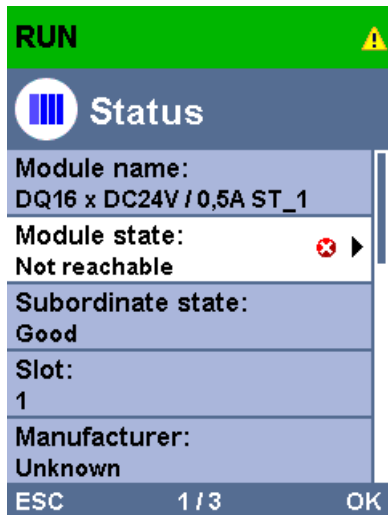 RUN
Status
Module name:
DQ16 x DC24V / 0,5A ST_1
Module state:
Not reachable
Subordinate state:
Good
Slot:
1
Manufacturer:
Unknown
ESC 1 / 3 OK